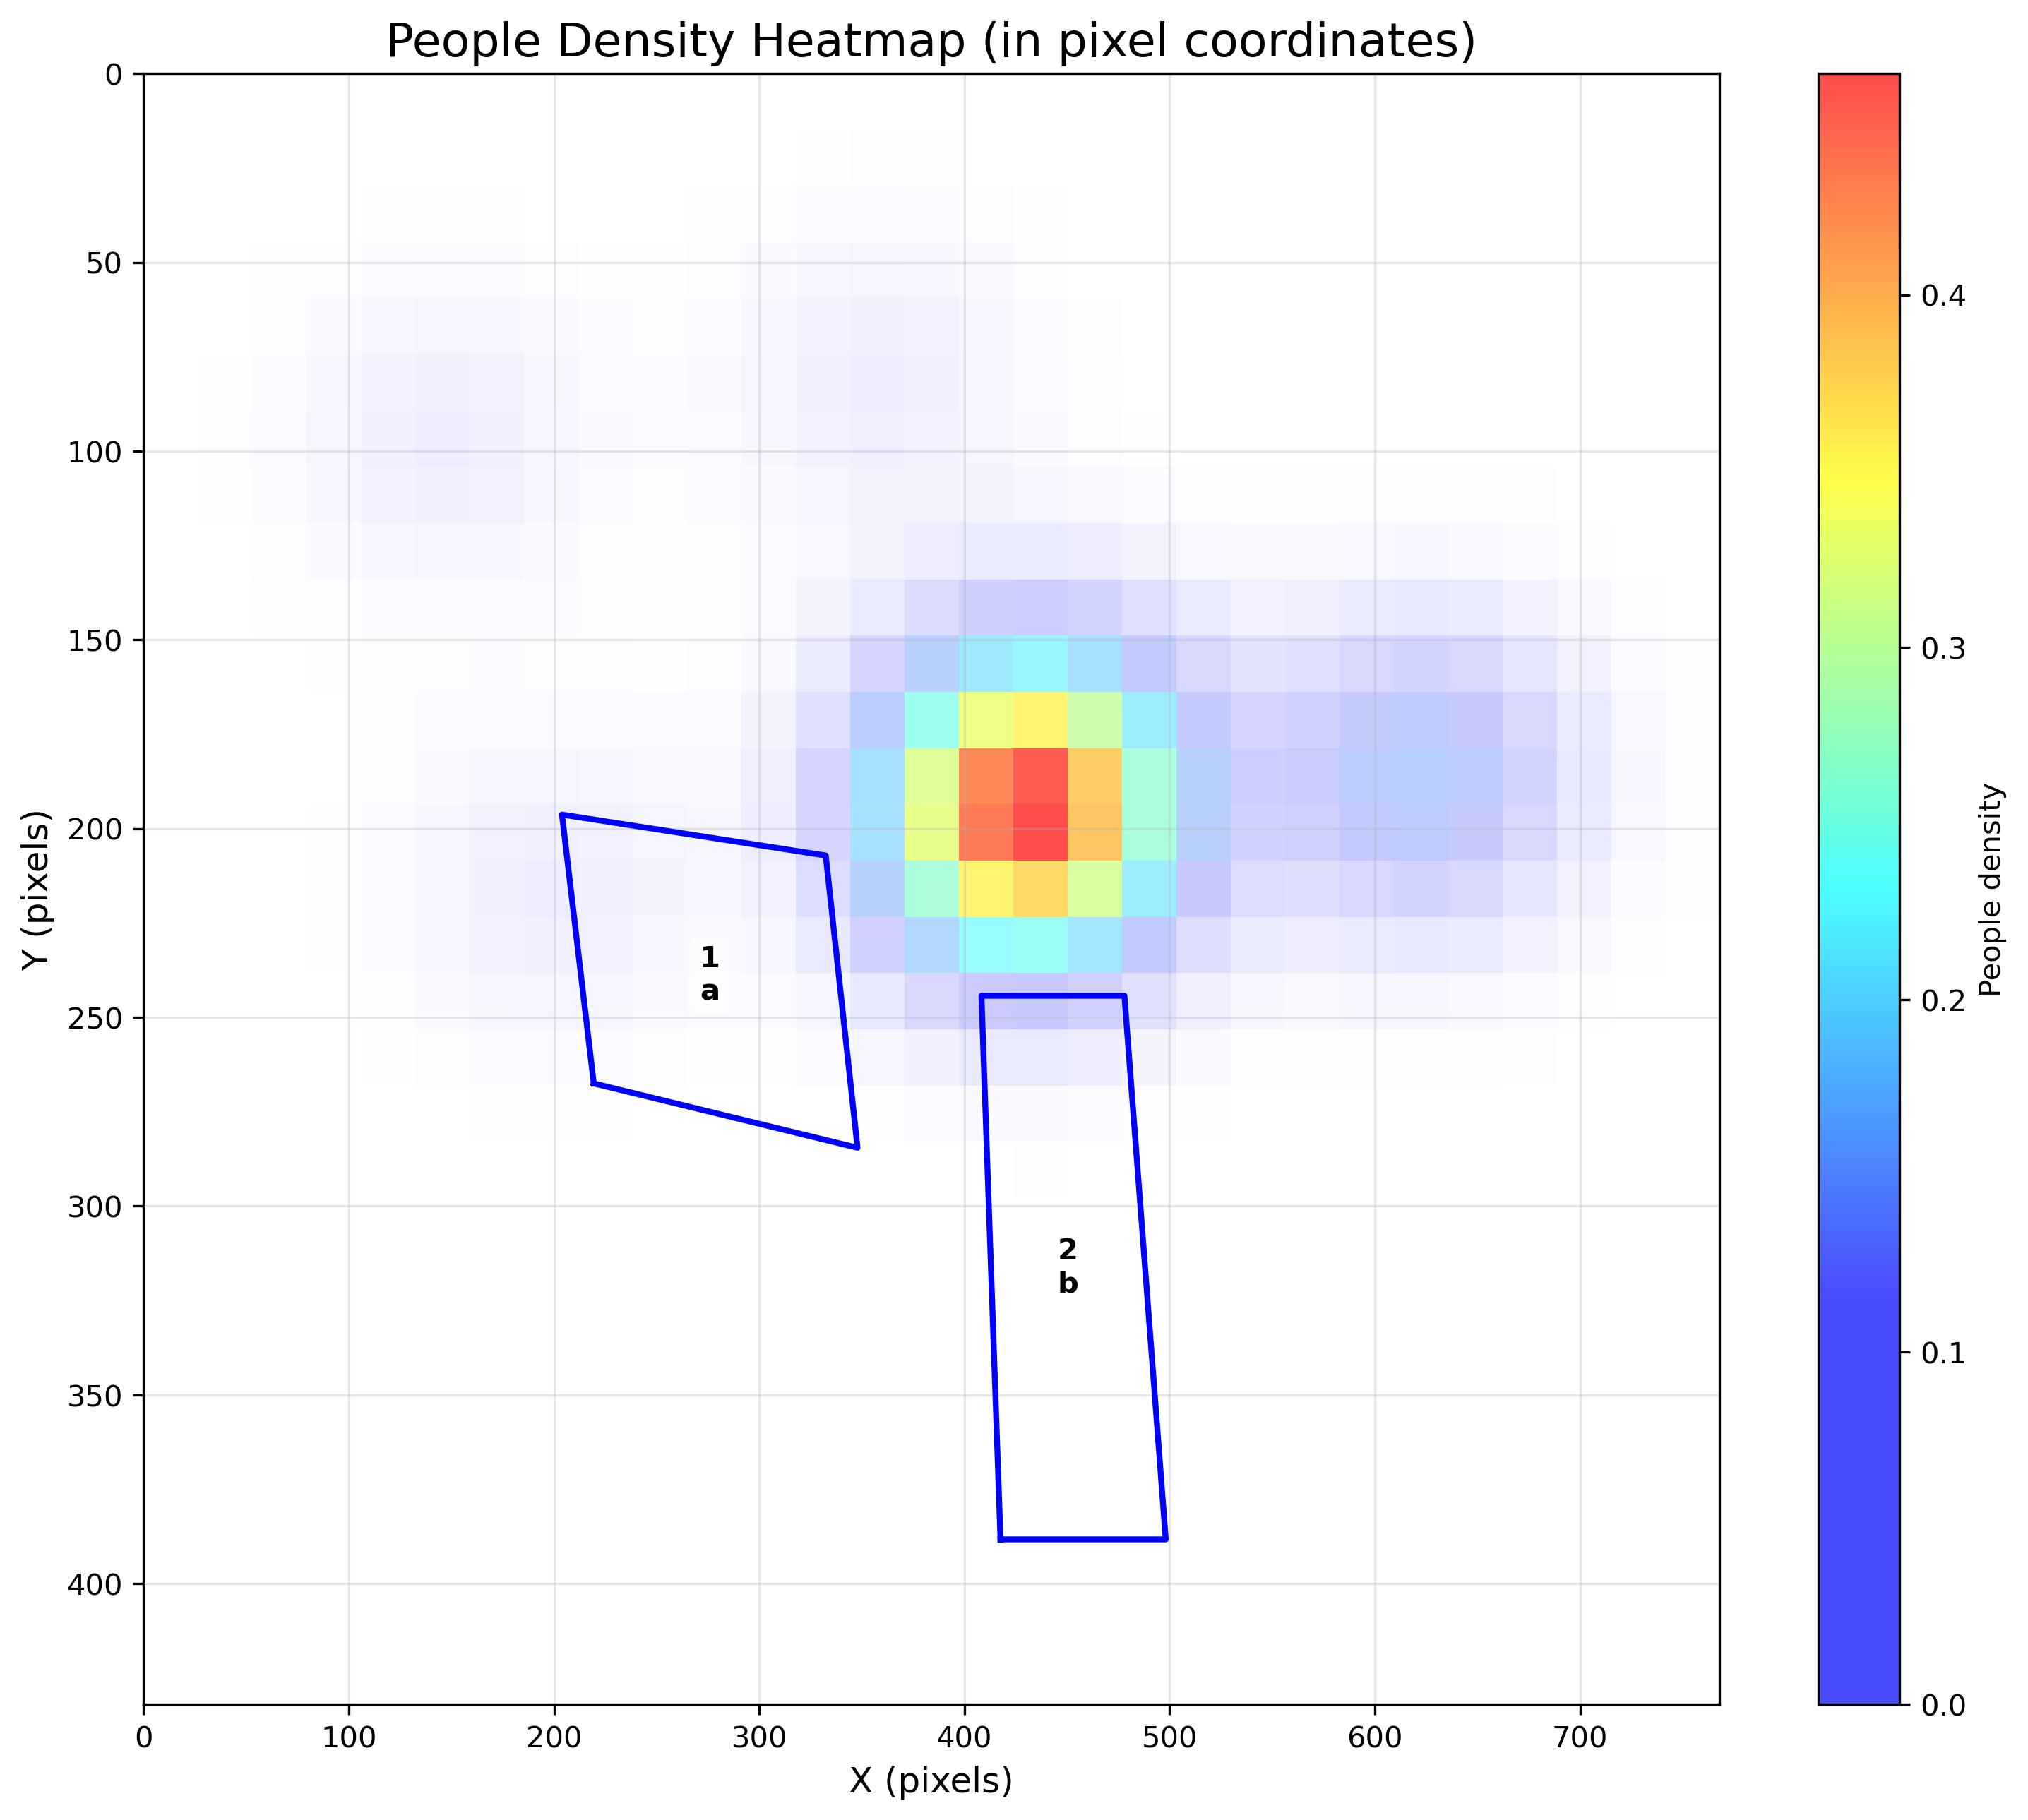 People Density Heatmap (in pixel coordinates)
0
50
100
150
200
250
300
350
400
Y (pixels)
1
a
2
b
0 100 200 300 400 500 600 700
X (pixels)
0.4
0.3
0.2
0.1
0.0
People density